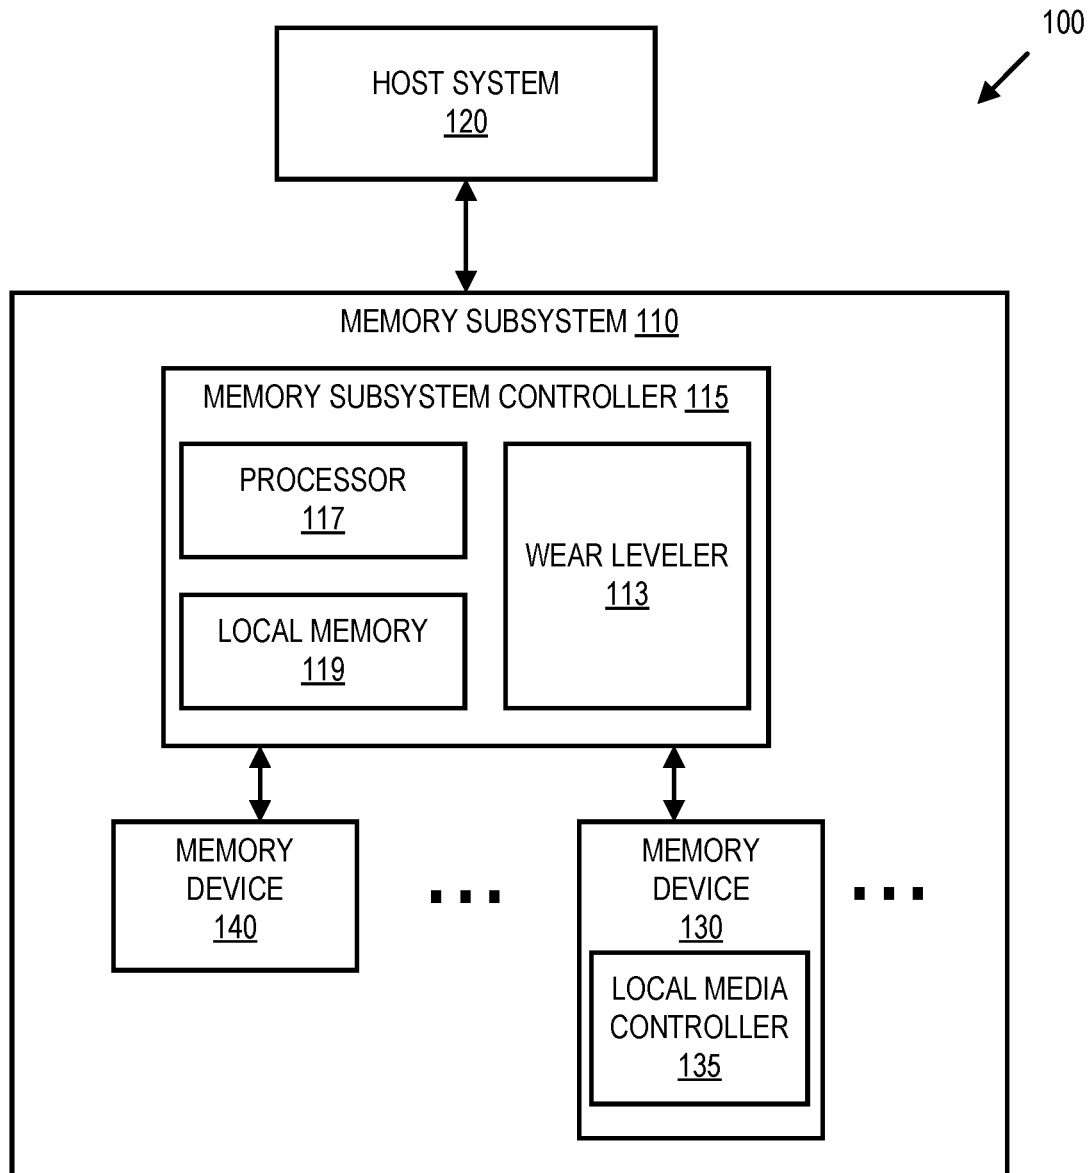 100
HOST SYSTEM
120
MEMORY SUBSYSTEM 110
MEMORY SUBSYSTEM CONTROLLER 115
PROCESSOR
117
WEAR LEVELER
113
LOCAL MEMORY
119
MEMORY
DEVICE
140
MEMORY
DEVICE
130
LOCAL MEDIA
CONTROLLER
135